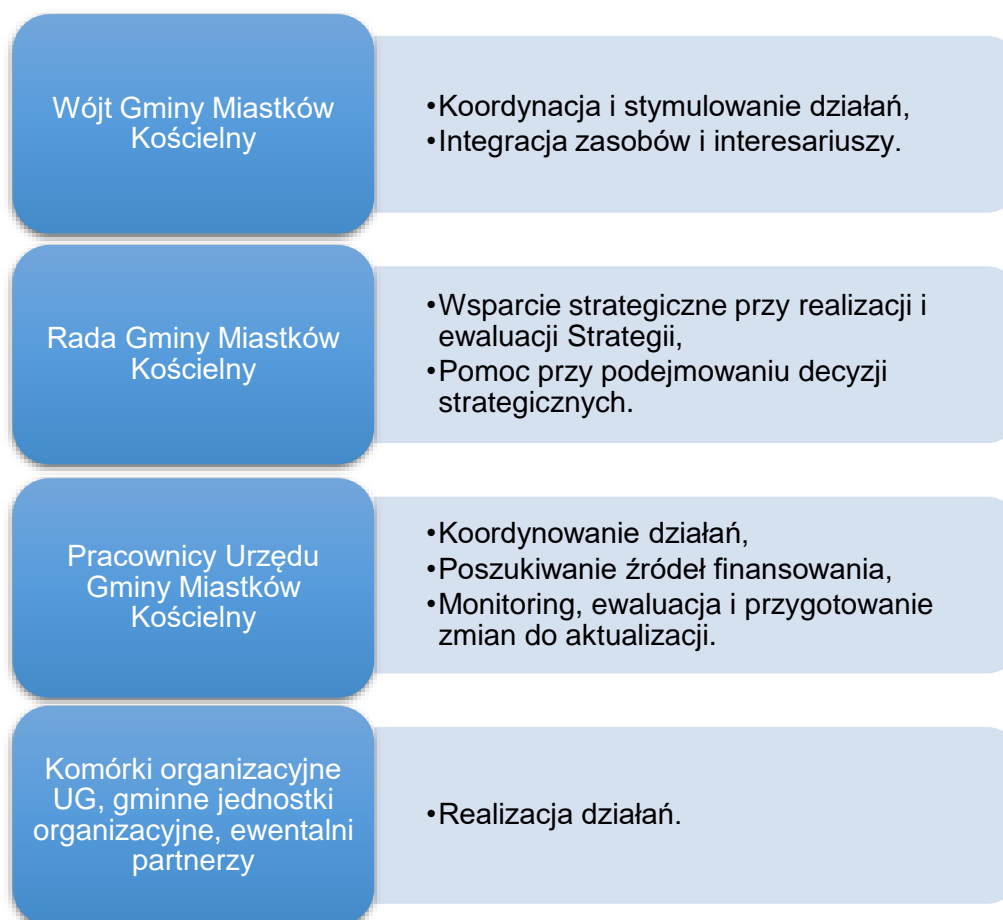 Wójt Gminy Miastków
Kościelny
•Koordynacja i stymulowanie działań,
•Integracja zasobów i interesariuszy.
Rada Gminy Miastków
Kościelny
•Wsparcie strategiczne przy realizacji i
ewaluacji Strategii,
•Pomoc przy podejmowaniu decyzji
strategicznych.
Pracownicy Urzędu
Gminy Miastków
Kościelny
•Koordynowanie działań,
•Poszukiwanie źródeł finansowania,
•Monitoring, ewaluacja i przygotowanie
zmian do aktualizacji.
Komórki organizacyjne
UG, gminne jednostki
organizacyjne, ewentalni
partnerzy
•Realizacja działań.